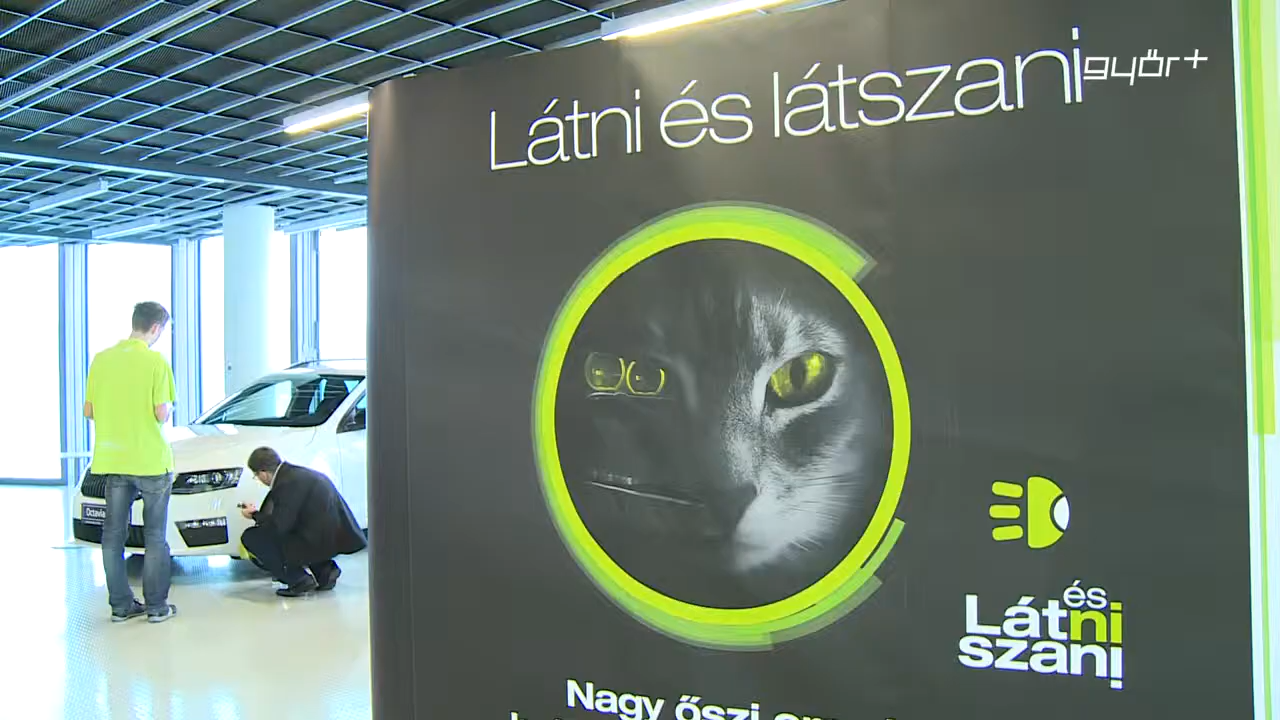 Látni és látszani
győr+
és
Látni
szani
Nagy őszi
Octavia